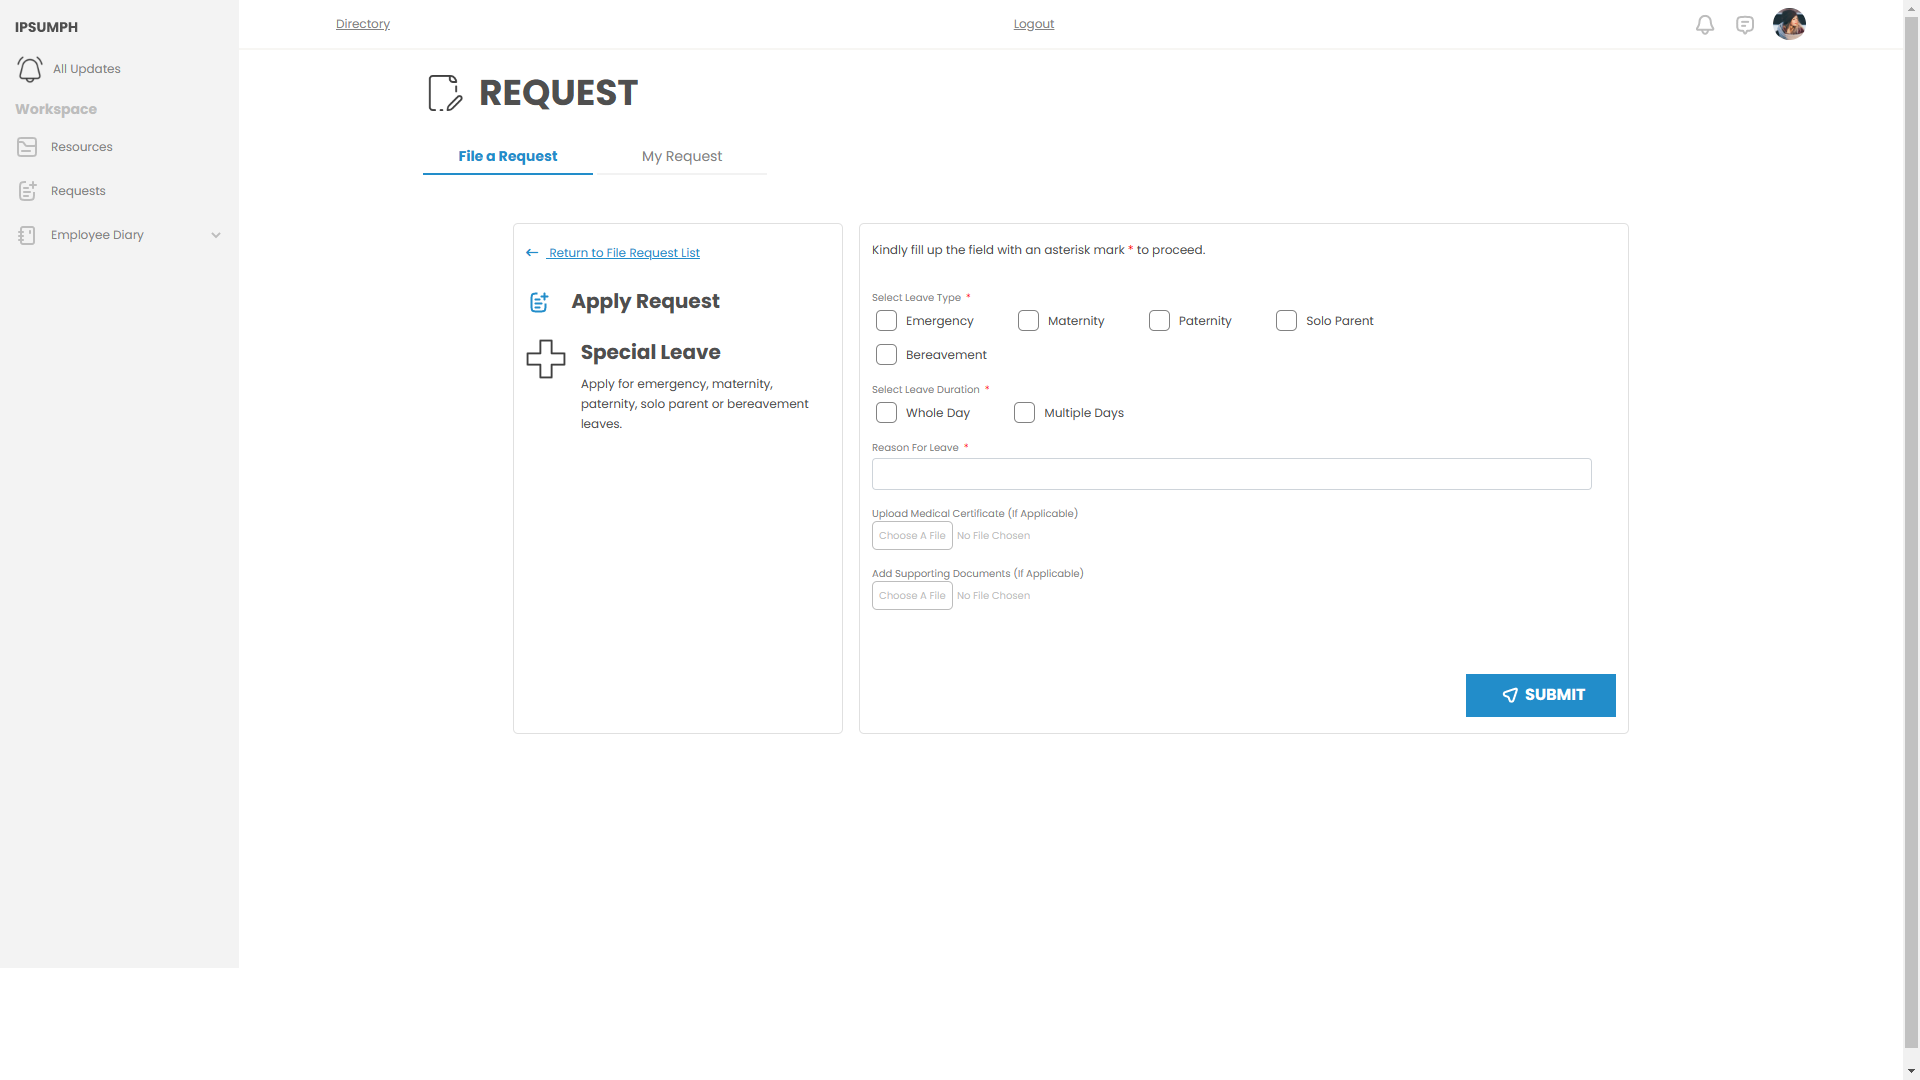 IPSUMPH
All Updates
Workspace
Resources
Requests
Employee Diary
Directory
Logout
REQUEST
File a Request
My Request
Return to File Request List
Apply Request
Special Leave
Apply for emergency, maternity,
paternity, solo parent or bereavement
leaves.
Kindly fill up the field with an asterisk mark * to proceed.
Select Leave Type *
Emergency
Maternity
Paternity
Solo Parent
Bereavement
Select Leave Duration *
Whole Day
Multiple Days
Reason For Leave *
Upload Medical Certificate (If Applicable)
Choose A File No File Chosen
Add Supporting Documents (If Applicable)
Choose A File No File Chosen
SUBMIT